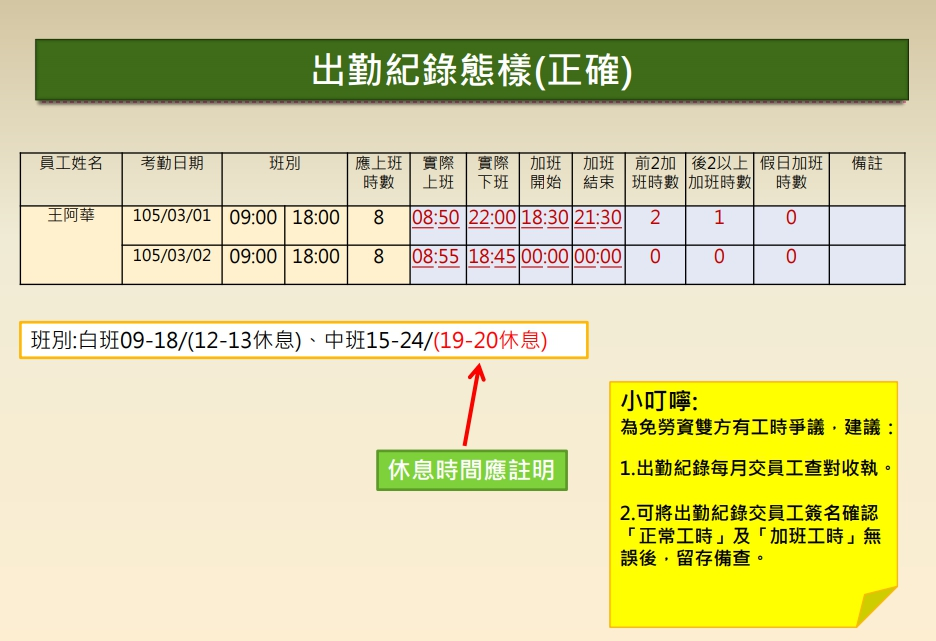 出勤紀錄態樣(正確)
員工姓名 考勤日期 班別 應上班時數 實際上班 實際下班 加班開始 加班結束 前2加班時數 後2以上加班時數 假日加班時數 備註
王阿華 105/03/01 09:00 18:00 8 08:50 22:00 18:30 21:30 2 1 0
105/03/02 09:00 18:00 8 08:55 18:45 00:00 00:00 0 0 0
班別:白班09-18/(12-13休息)、中班15-24/(19-20休息)
休息時間應註明
小叮嚀:
為免勞資雙方有工時爭議，建議：
1.出勤紀錄每月交員工查對收執。
2.可將出勤紀錄交員工簽名確認
「正常工時」及「加班工時」無
誤後，留存備查。